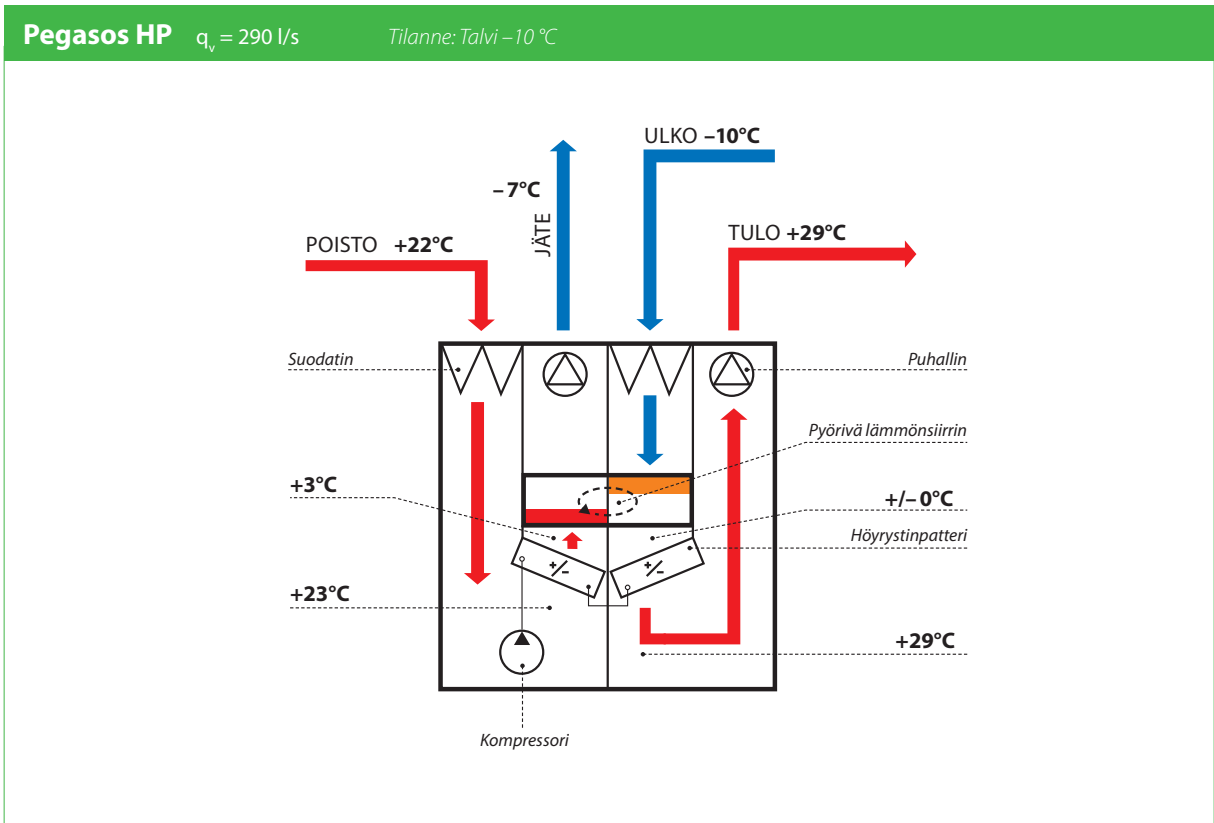 Pegasos HP qv = 290 l/s Tilanne: Talvi –10 °C
ULKO –10°C
– 7°C
JÄTE
POISTO +22°C
TULO +29°C
Suodatin
Puhallin
Pyörivä lämmönsiirrin
+3°C
+/– 0°C
Höyrystinpatteri
+/-
+/-
+23°C
+29°C
Kompressori